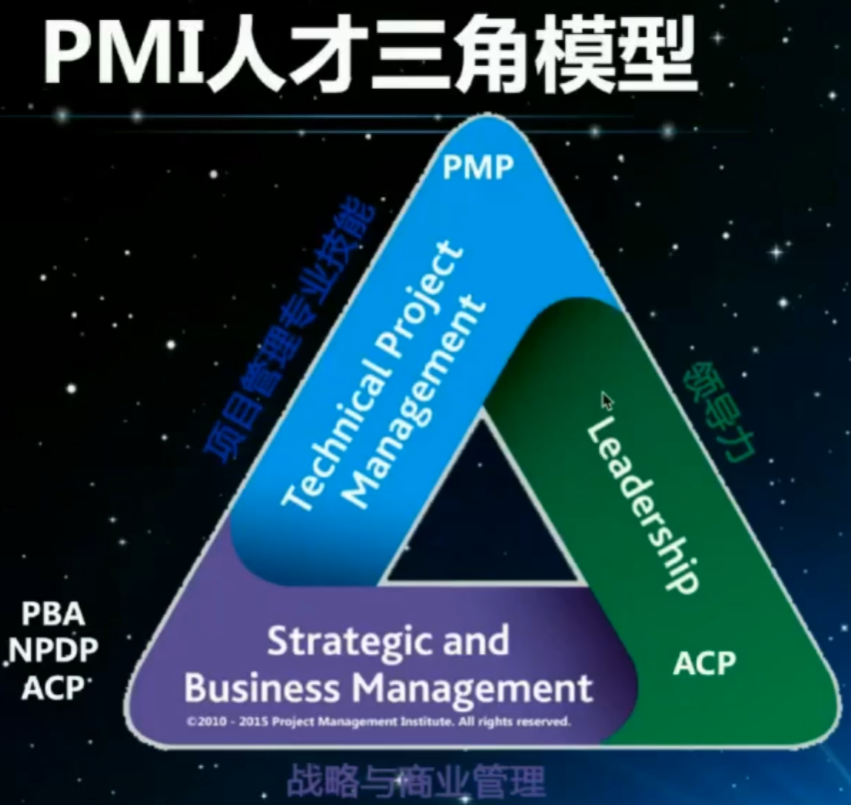 PMI人才三角模型
PMP
项目管理专业技能
Technical Project
Management
领导力
Leadership
ACP
PBA
NPDP
ACP
Strategic and
Business Management
©2010 - 2015 Project Management Institute. All rights reserved.
战略与商业管理